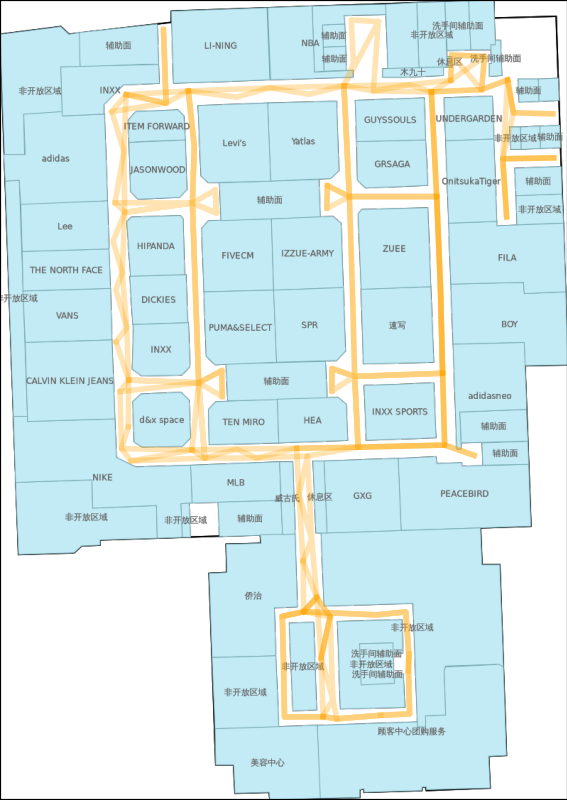 洗手间辅助面
辅助面
非开放区域
辅助面
LI-NING
NBA
休息区
洗手间辅助面
辅助面
木九十
非开放区域
INXX
辅助面
GUYSSOULS
UNDERGARDEN
ITEM FORWARD
非开放区域
辅助面
Levi's
Yatlas
adidas
GRSAGA
JASONWOOD
OnitsukaTiger
辅助面
辅助面
非开放区域
Lee
HIPANDA
ZUEE
FIVECM
IZZUE-ARMY
FILA
THE NORTH FACE
非开放区域
DICKIES
VANS
PUMA&SELECT
SPR
速写
BOY
INXX
CALVIN KLEIN JEANS
辅助面
adidasneo
d&x space
TEN MIRO
HEA
INXX SPORTS
辅助面
辅助面
NIKE
MLB
威古氏
休息区
GXG
PEACEBIRD
非开放区域
非开放区域
辅助面
侨治
非开放区域
洗手间辅助面
非开放区域
非开放区域
洗手间辅助面
非开放区域
顾客中心团购服务
美容中心